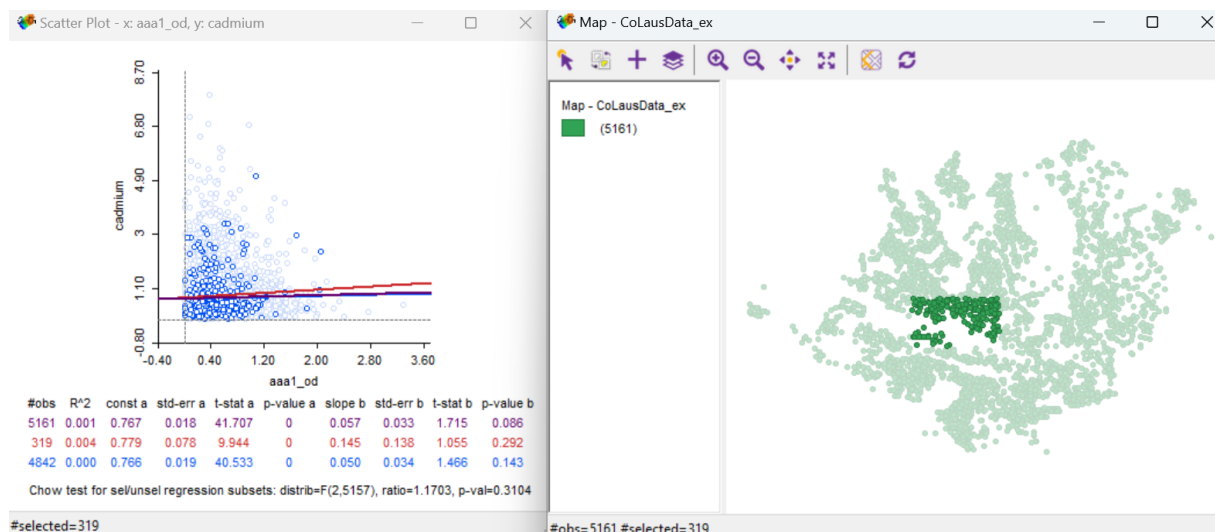 Scatter Plot - x: aaa1_od, y: cadmium
8.70
6.80
4.90
3
1.10
-0.80
cadmium
-0.40 0.40 1.20 2.00 2.80 3.60
aaa1_od
#obs R^2 const a std-err a t-stat a p-value a slope b std-err b t-stat b p-value b
5161 0.001 0.767 0.018 41.707 0 0.057 0.033 1.715 0.086
319 0.004 0.779 0.078 9.944 0 0.145 0.138 1.055 0.292
4842 0.000 0.766 0.019 40.533 0 0.050 0.034 1.466 0.143
Chow test for sel/unsel regression subsets: distrib=F(2,5157), ratio=1.1703, p-val=0.3104
#selected=319
Map - CoLausData_ex
Map - CoLausData_ex
(5161)
#obs=5161 #selected=319